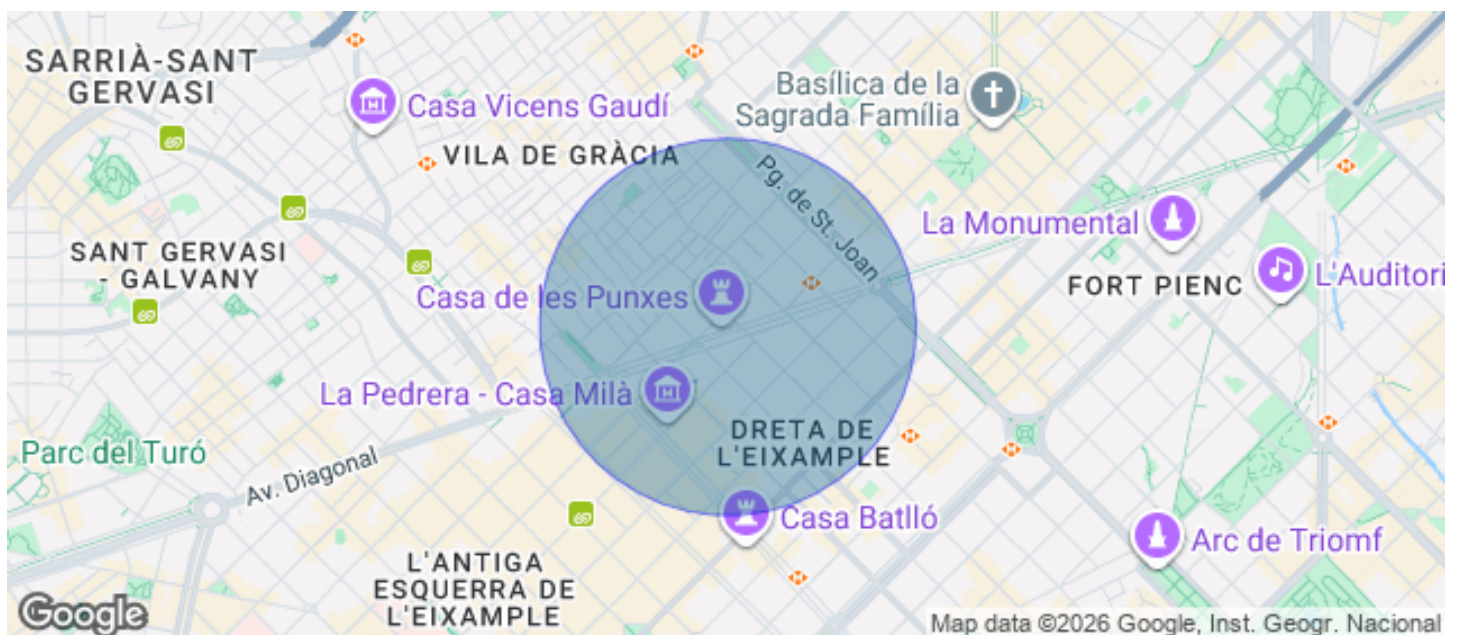 SARRIÀ-SANT
GERVASI
Casa Vicens Gaudí
Basílica de la
Sagrada Família
VILA DE GRÀCIA
Pg. de St. Joan
La Monumental
SANT GERVASI
- GALVANY
FORT PIENC
L'Auditori
Casa de les Punxes
La Pedrera - Casa Milà
DRETA DE
L'EIXAMPLE
Parc del Turó
Av. Diagonal
Casa Batlló
Arc de Triomf
L'ANTIGA
ESQUERRA DE
L'EIXAMPLE
Google
Map data ©2026 Google, Inst. Geogr. Nacional